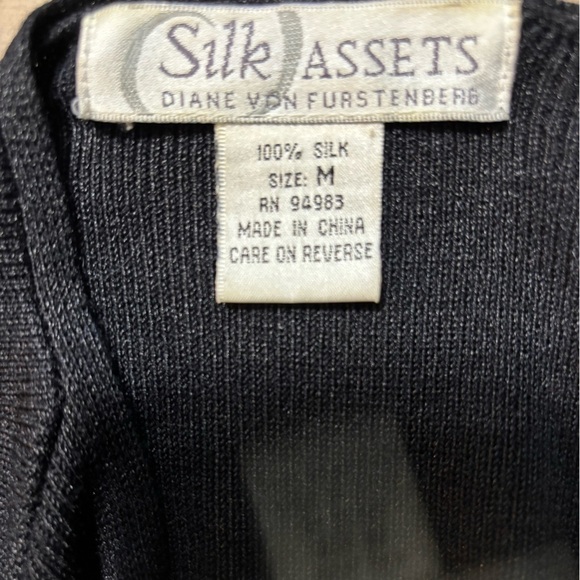 Silk ASSETS
DIANE VON FURSTENBERG
100% SILK
SIZE: M
RN 94983
MADE IN CHINA
CARE ON REVERSE